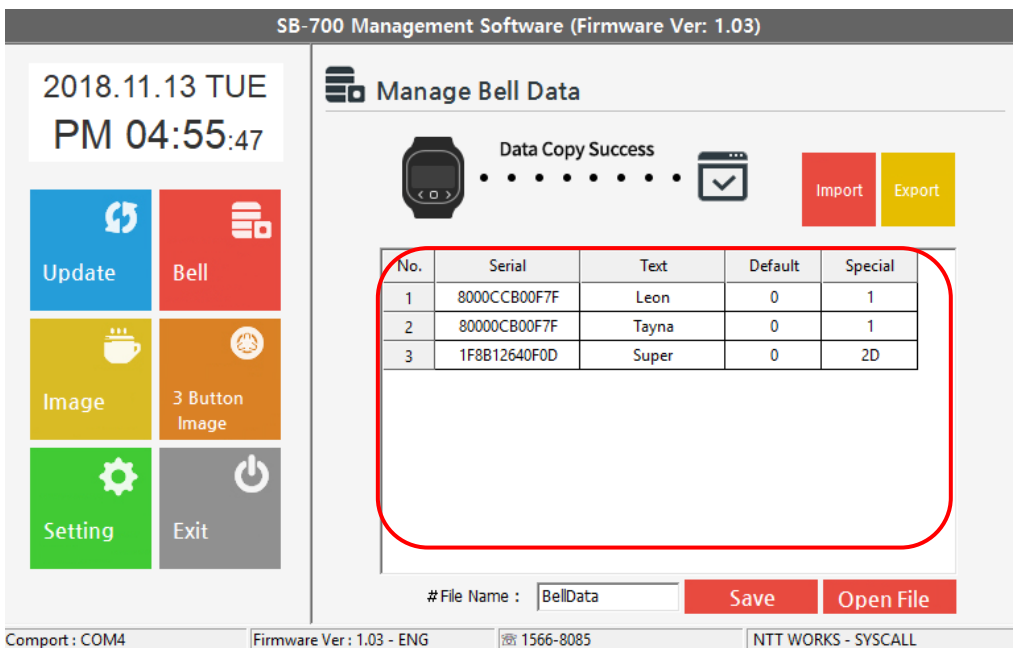 SB-700 Management Software (Firmware Ver: 1.03)
2018.11.13 TUE
PM 04:55:47
Update
Bell
Image
3 Button
Image
Setting
Exit
Manage Bell Data
Data Copy Success
Import
Export
No. Serial Text Default Special
1 8000CCB00F7F Leon 0 1
2 80000CB00F7F Tayna 0 1
3 1F8B12640F0D Super 0 2D
#File Name : BellData
Save
Open File
Comport : COM4
Firmware Ver : 1.03 - ENG
☏ 1566-8085
NTT WORKS - SYSCALL